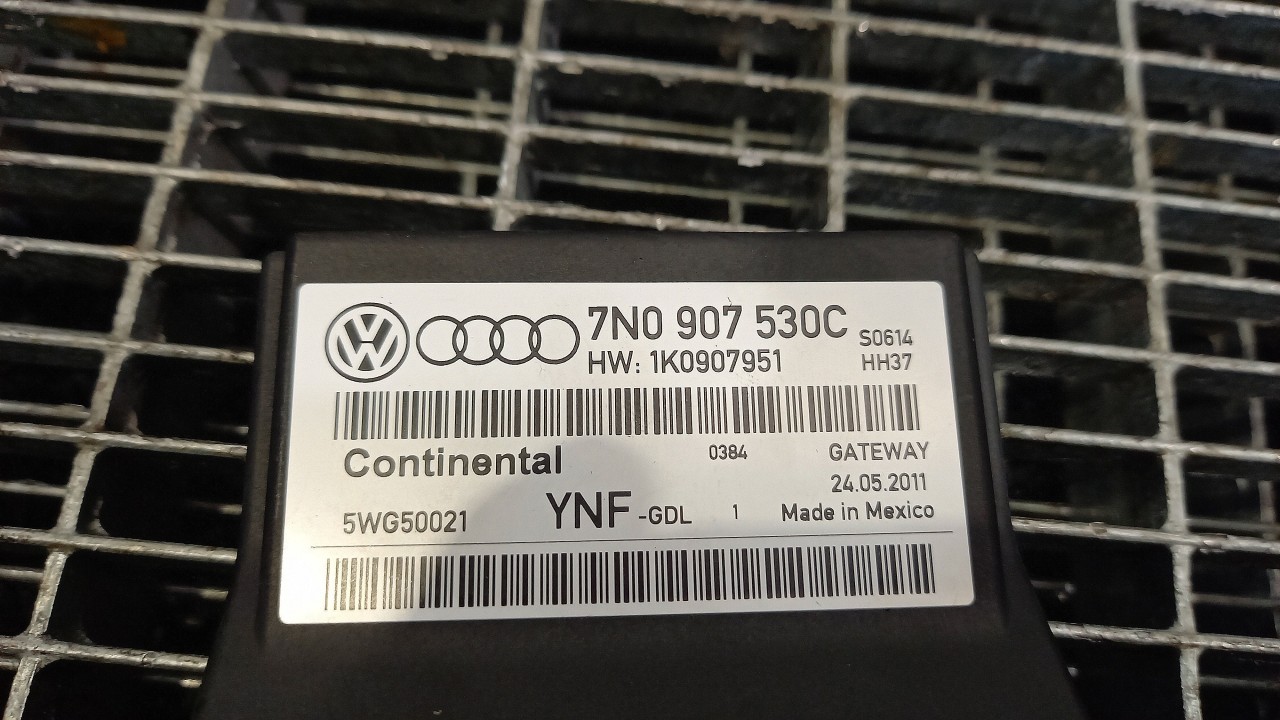 7N0 907 530C S0614
HW: 1K0907951 HH37
Continental 0384 GATEWAY
24.05.2011
5WG50021 YNF -GDL 1 Made in Mexico